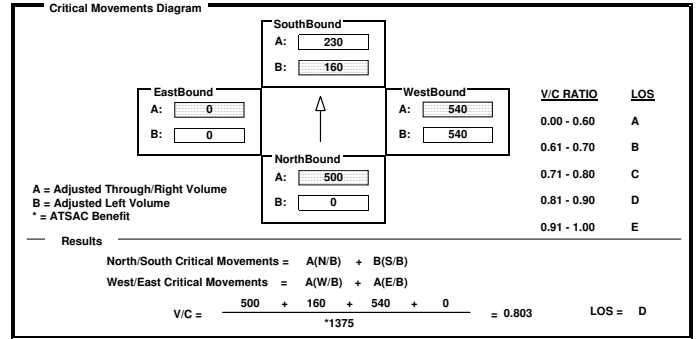 Critical Movements Diagram
SouthBound
A: 230
B: 160
EastBound
A: 0
B: 0
WestBound
A: 540
B: 540
NorthBound
A: 500
B: 0
V/C RATIO LOS
0.00 - 0.60 A
0.61 - 0.70 B
0.71 - 0.80 C
0.81 - 0.90 D
0.91 - 1.00 E
A = Adjusted Through/Right Volume
B = Adjusted Left Volume
* = ATSAC Benefit
Results
North/South Critical Movements = A(N/B) + B(S/B)
West/East Critical Movements = A(W/B) + A(E/B)
V/C = 500 + 160 + 540 + 0 = 0.803 LOS = D
*1375